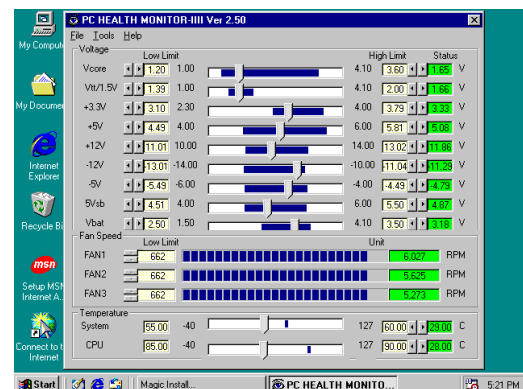 PC HEALTH MONITOR-IIII Ver 2.50
File Tools Help
Voltage
Low Limit High Limit Status
Vcore 1.20 1.00 4.10 3.60 1.65 V
Vtt/1.5V 1.39 1.00 4.10 2.00 1.66 V
+3.3V 3.10 2.30 4.00 3.79 3.33 V
+5V 4.49 4.00 6.00 5.81 5.08 V
+12V 11.01 10.00 14.00 13.02 11.86 V
-12V -13.01 -14.00 -10.00 -11.04 -11.29 V
-5V -5.49 -6.00 -4.00 -4.49 -4.79 V
5Vsb 4.51 4.00 6.00 5.50 4.87 V
Vbat 2.50 1.50 4.10 3.50 3.18 V
Fan Speed
Low Limit Unit
FAN1 662 6,027 RPM
FAN2 662 5,625 RPM
FAN3 662 5,273 RPM
Temperature
System 55.00 -40 127 60.00 29.00 C
CPU 85.00 -40 127 90.00 28.00 C
My Comput
My Documen
Internet
Explorer
Recycle Bi
msn
Setup MSN
Internet A..
Connect to t
Internet
Start Magic Install... PC HEALTH MONITO... 5:21 PM